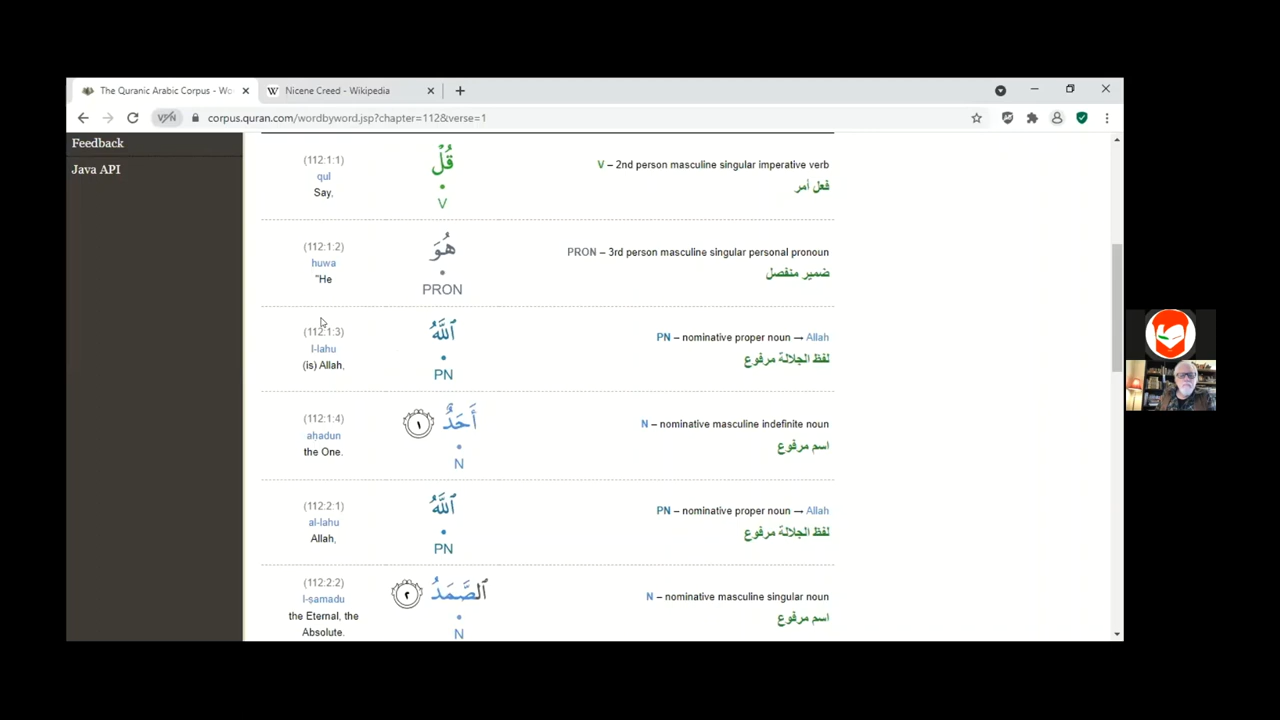 The Quranic Arabic Corpus - Wo
Nicene Creed - Wikipedia
corpus.quran.com/wordbyword.jsp?chapter=112&verse=1
Feedback
Java API
(112:1:1)
qul
Say,
قُلْ
V
V – 2nd person masculine singular imperative verb
فعل أمر
(112:1:2)
huwa
"He
هُوَ
PRON
PRON – 3rd person masculine singular personal pronoun
ضمير منفصل
(112:1:3)
l-lahu
(is) Allah,
ٱللَّهُ
PN
PN – nominative proper noun → Allah
لفظ الجلالة مرفوع
(112:1:4)
aḥadun
the One.
أَحَدٌ ١
N
N – nominative masculine indefinite noun
اسم مرفوع
(112:2:1)
al-lahu
Allah,
ٱللَّهُ
PN
PN – nominative proper noun → Allah
لفظ الجلالة مرفوع
(112:2:2)
l-ṣamadu
the Eternal, the
Absolute.
ٱلصَّمَدُ ٢
N
N – nominative masculine singular noun
اسم مرفوع